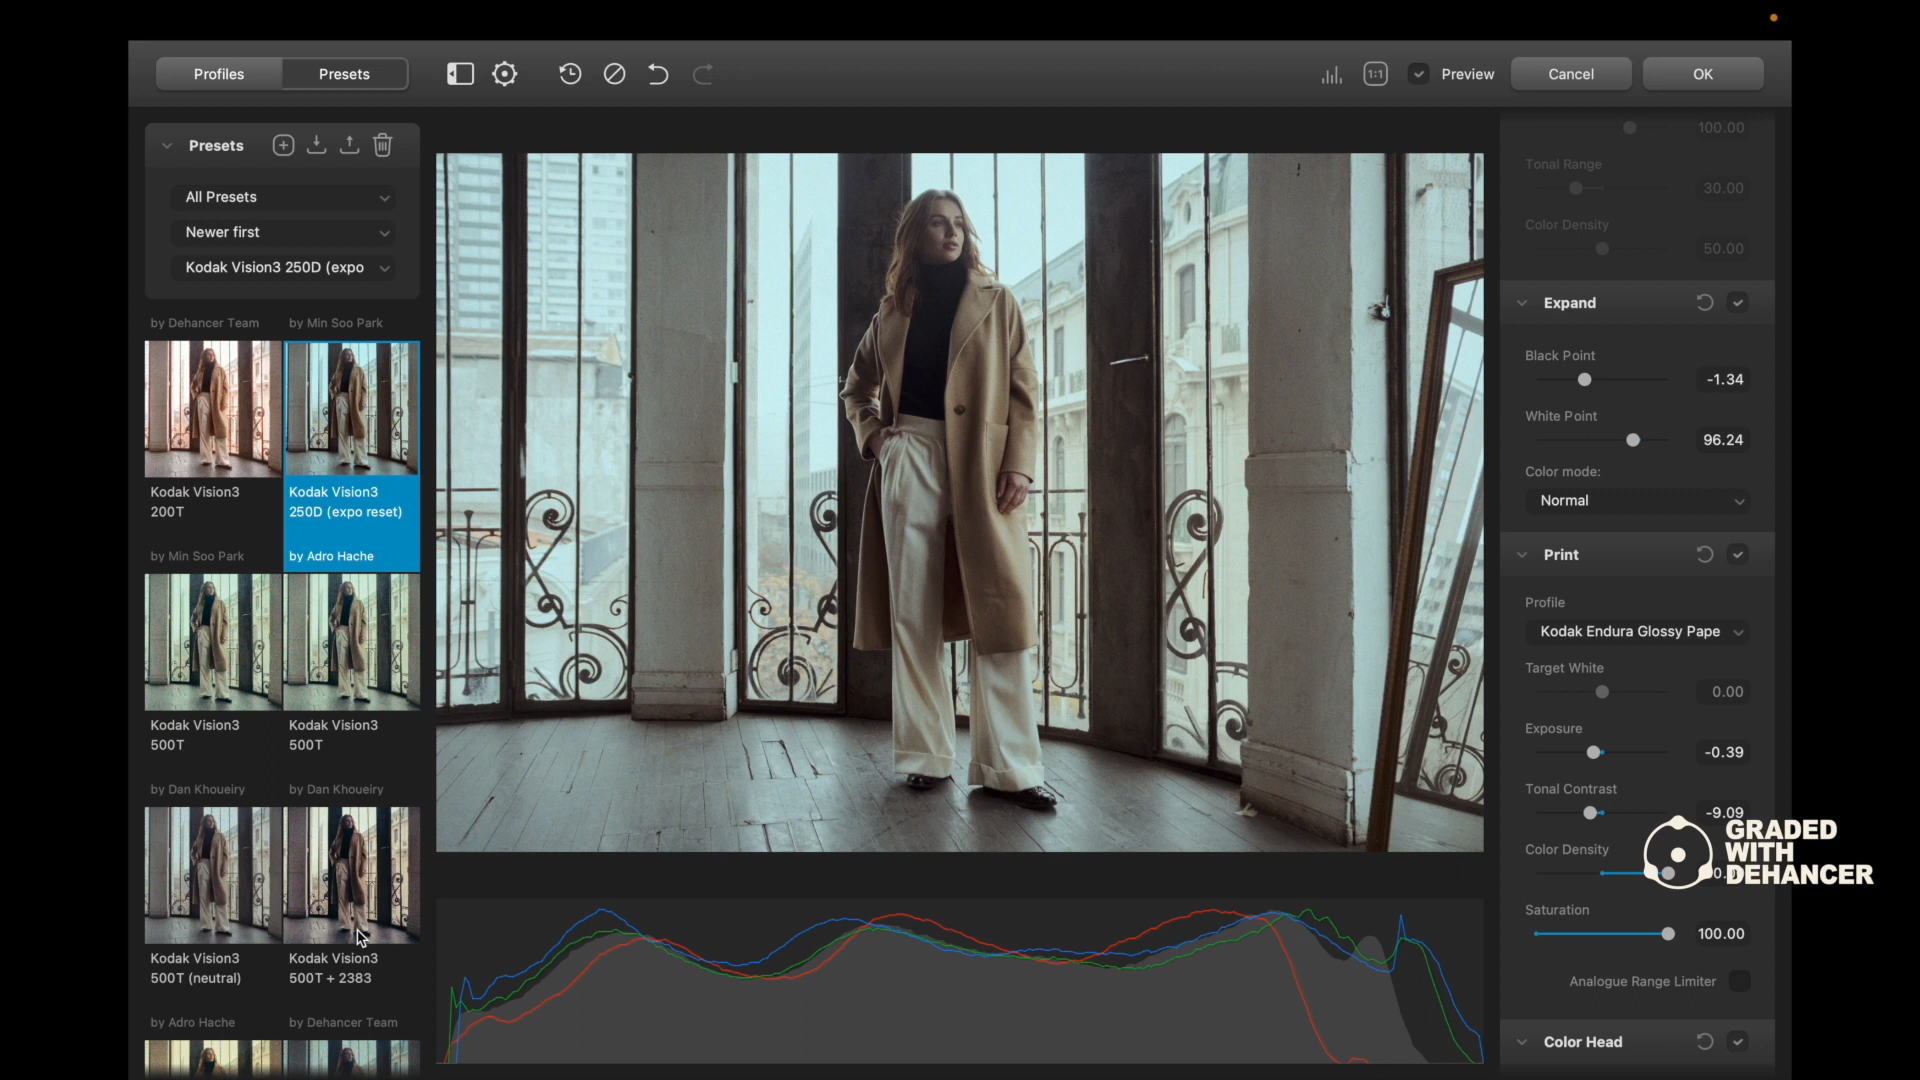 Profiles
Presets
1:1
Preview
Cancel
OK
Presets
All Presets
Newer first
Kodak Vision3 250D (expo
by Dehancer Team
by Min Soo Park
Kodak Vision3
200T
Kodak Vision3
250D (expo reset)
by Min Soo Park
by Adro Hache
Kodak Vision3
500T
Kodak Vision3
500T
by Dan Khoueiry
by Dan Khoueiry
Kodak Vision3
500T (neutral)
Kodak Vision3
500T + 2383
by Adro Hache
by Dehancer Team
100.00
Tonal Range
30.00
Color Density
50.00
Expand
Black Point
-1.34
White Point
96.24
Color mode:
Normal
Print
Profile
Kodak Endura Glossy Pape
Target White
0.00
Exposure
-0.39
Tonal Contrast
-9.09
Color Density
Saturation
100.00
Analogue Range Limiter
Color Head
GRADED
WITH
DEHANCER